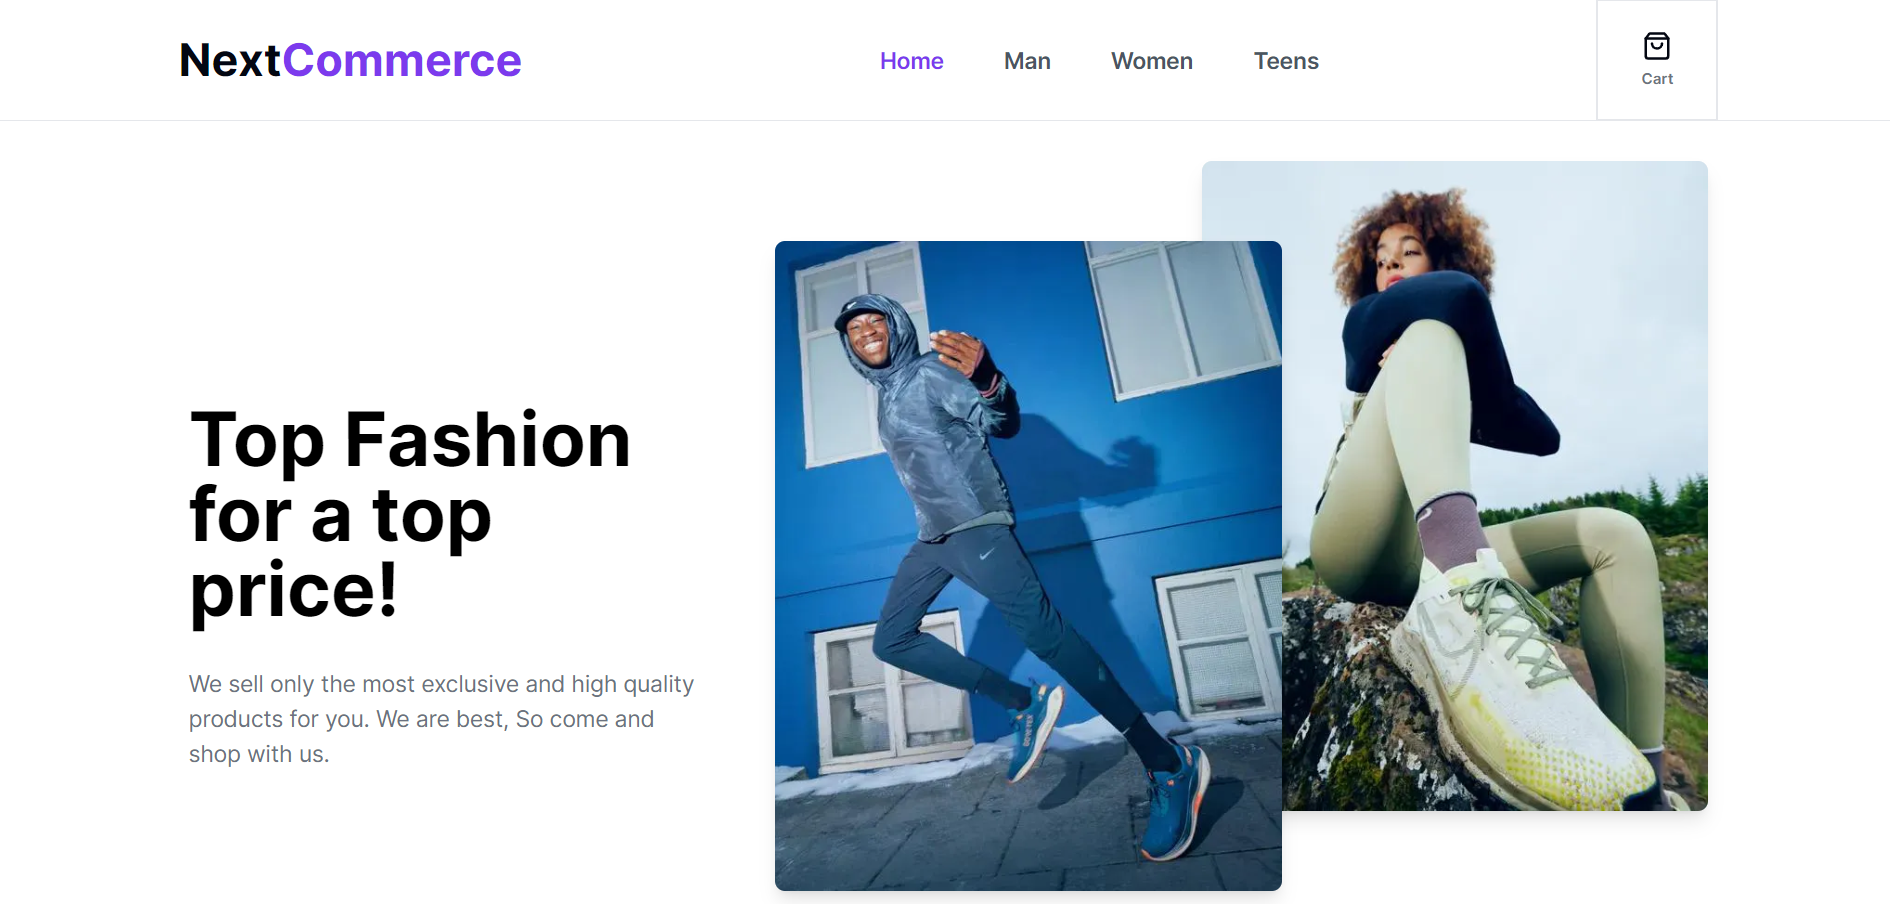 NextCommerce
Home
Man
Women
Teens
Cart
Top Fashion
for a top
price!
We sell only the most exclusive and high quality
products for you. We are best, So come and
shop with us.